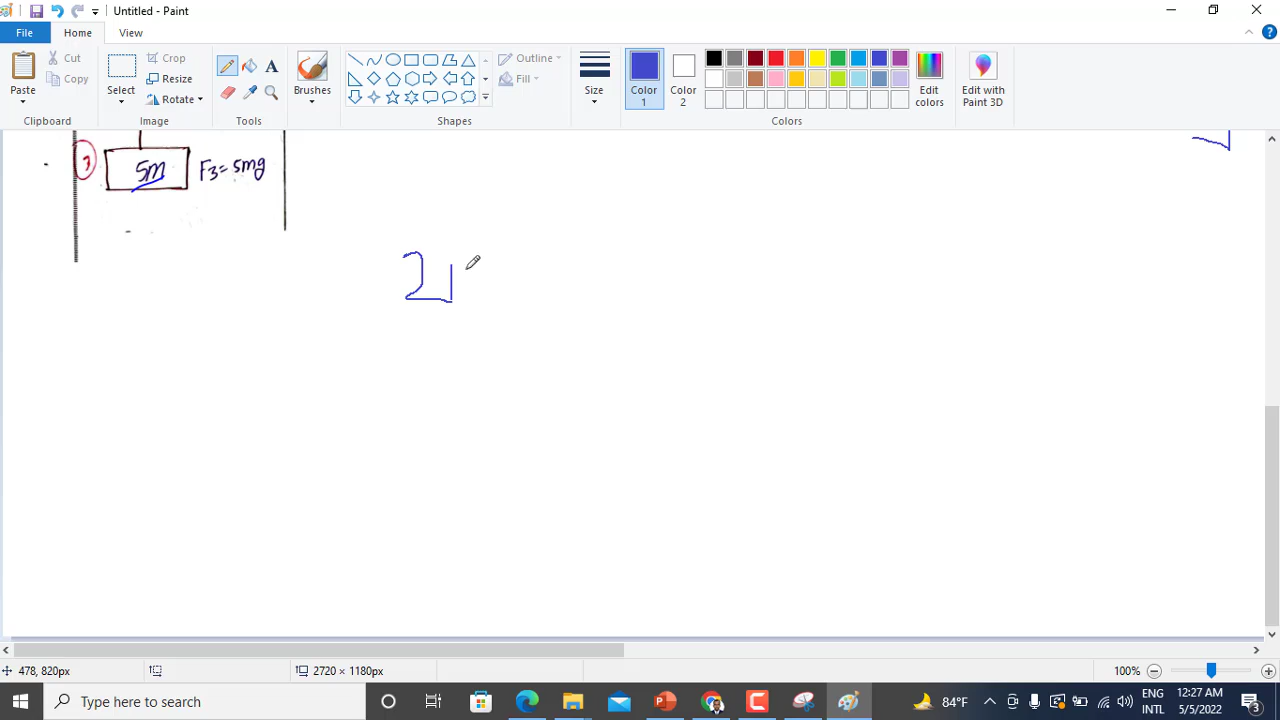 Untitled - Paint
File
Home
View
Paste
Cut
Copy
Clipboard
Select
Crop
Resize
Rotate
Image
Tools
Brushes
Outline
Fill
Shapes
Size
Color 1
Color 2
Edit colors
Edit with Paint 3D
Colors
3
5m
F3=5mg
21
478, 820px
2720 × 1180px
100%
Type here to search
84°F
ENG
INTL
12:27 AM
5/5/2022
3